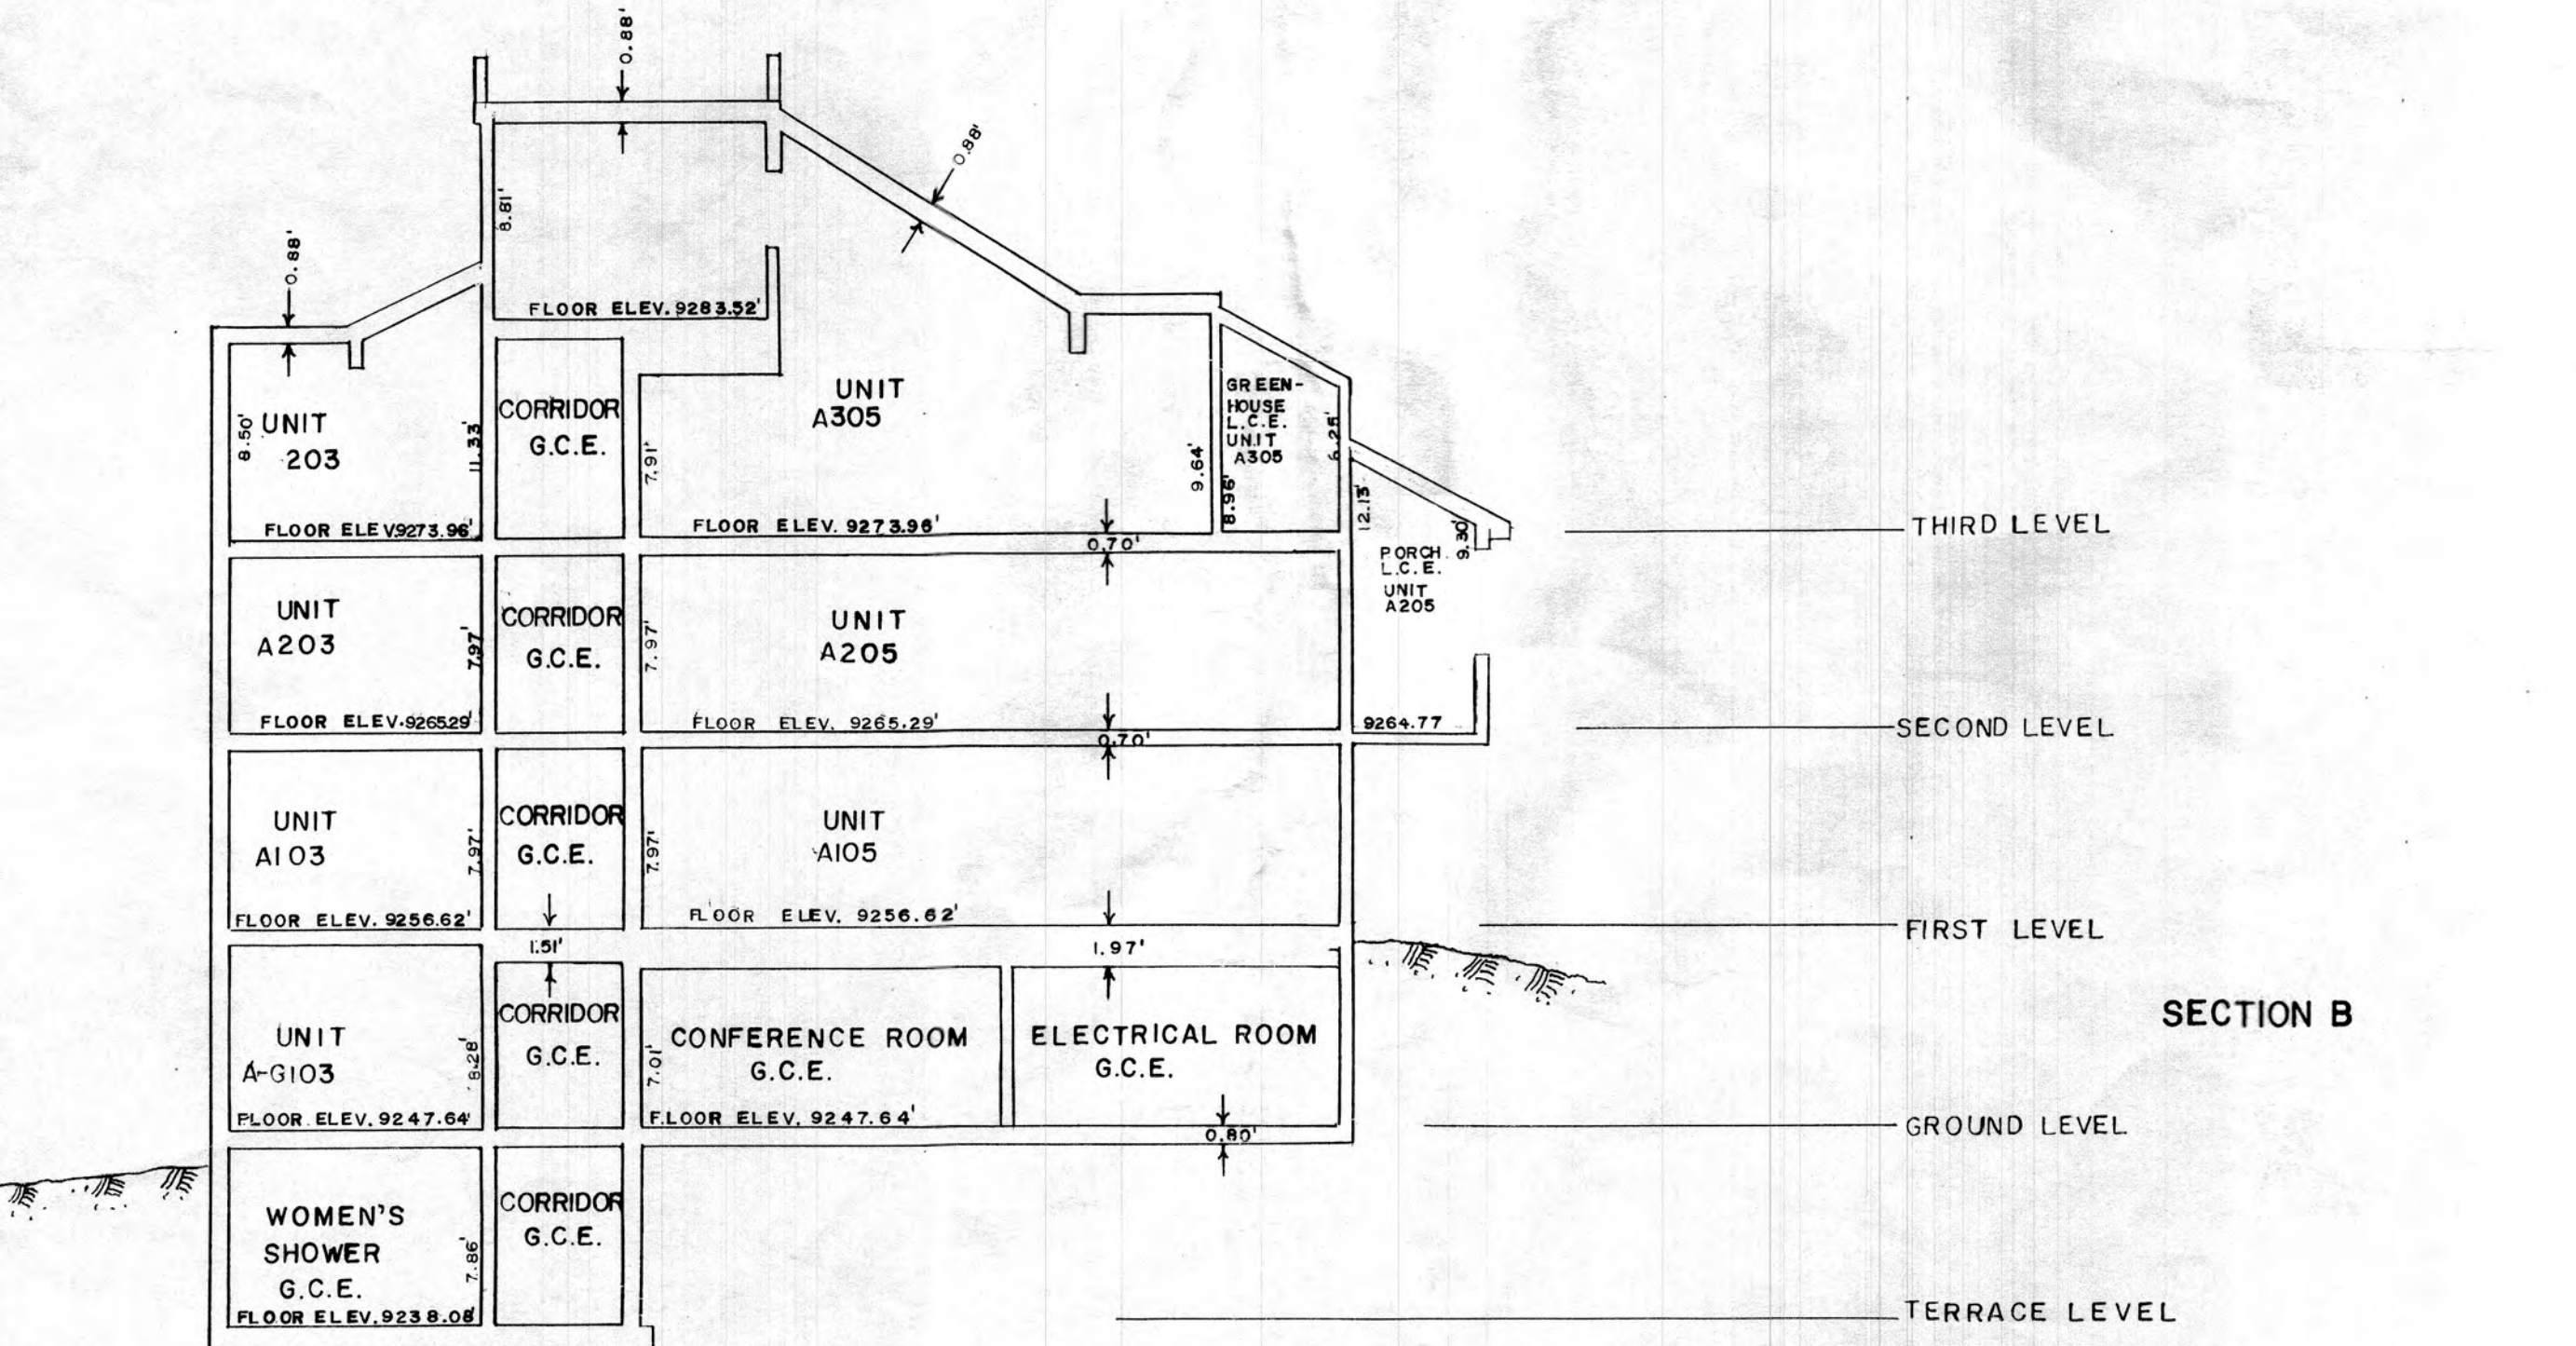 0.88'
0.88'
8.81'
0.88'
FLOOR ELEV. 9283.52'
UNIT
203
8.50'
11.33'
FLOOR ELEV.9273.96'
CORRIDOR
G.C.E.
UNIT
A305
7.91'
9.64'
FLOOR ELEV. 9273.96'
0.70'
GREEN-
HOUSE
L.C.E.
UNIT
A305
6.25'
8.96'
12.13'
9.30'
PORCH
L.C.E.
UNIT
A205
THIRD LEVEL
UNIT
A203
7.97'
FLOOR ELEV.9265.29'
CORRIDOR
G.C.E.
UNIT
A205
7.97'
FLOOR ELEV. 9265.29'
0.70'
9264.77
SECOND LEVEL
UNIT
A103
7.97'
FLOOR ELEV. 9256.62'
CORRIDOR
G.C.E.
UNIT
A105
7.97'
FLOOR ELEV. 9256.62'
FIRST LEVEL
1.51'
1.97'
UNIT
A-G103
8.28'
FLOOR ELEV. 9247.64'
CORRIDOR
G.C.E.
CONFERENCE ROOM
G.C.E.
7.01'
FLOOR ELEV. 9247.64'
ELECTRICAL ROOM
G.C.E.
0.80'
SECTION B
GROUND LEVEL
WOMEN'S
SHOWER
G.C.E.
7.86'
FLOOR ELEV.9238.08'
CORRIDOR
G.C.E.
TERRACE LEVEL